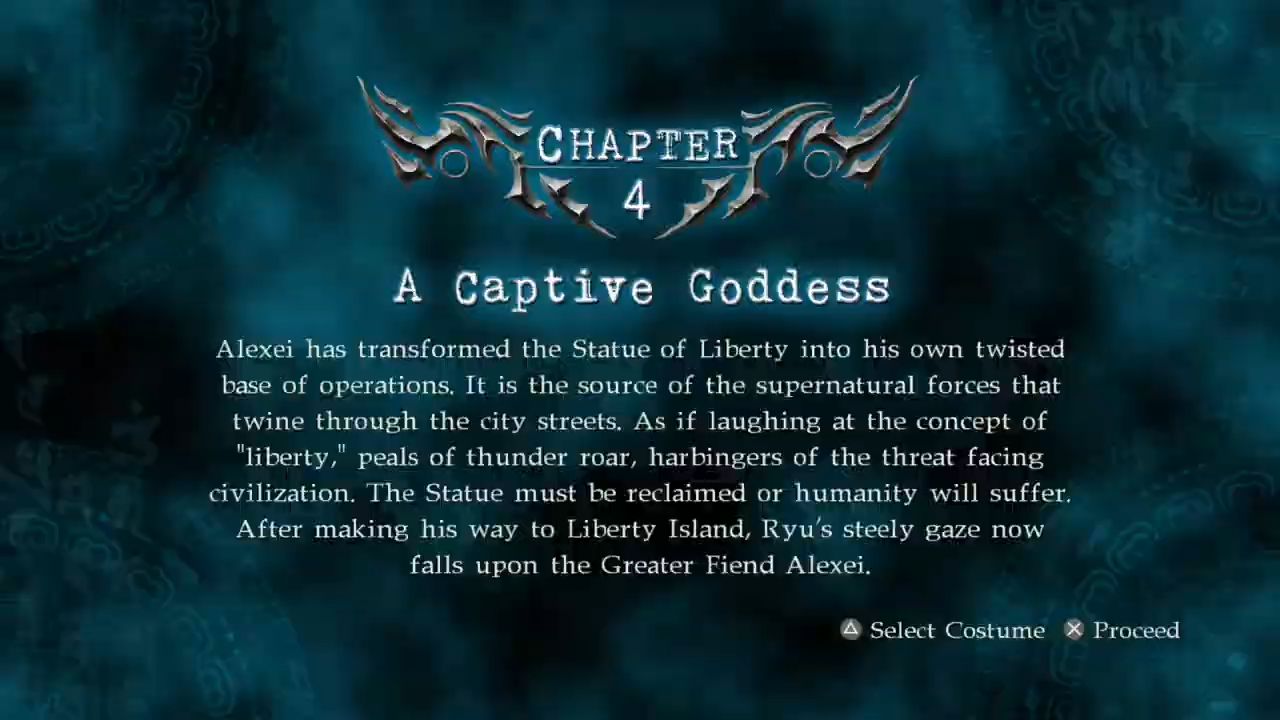 CHAPTER
4
A Captive Goddess
Alexei has transformed the Statue of Liberty into his own twisted
base of operations. It is the source of the supernatural forces that
twine through the city streets. As if laughing at the concept of
"liberty," peals of thunder roar, harbingers of the threat facing
civilization. The Statue must be reclaimed or humanity will suffer.
After making his way to Liberty Island, Ryu's steely gaze now
falls upon the Greater Fiend Alexei.
Select Costume Proceed